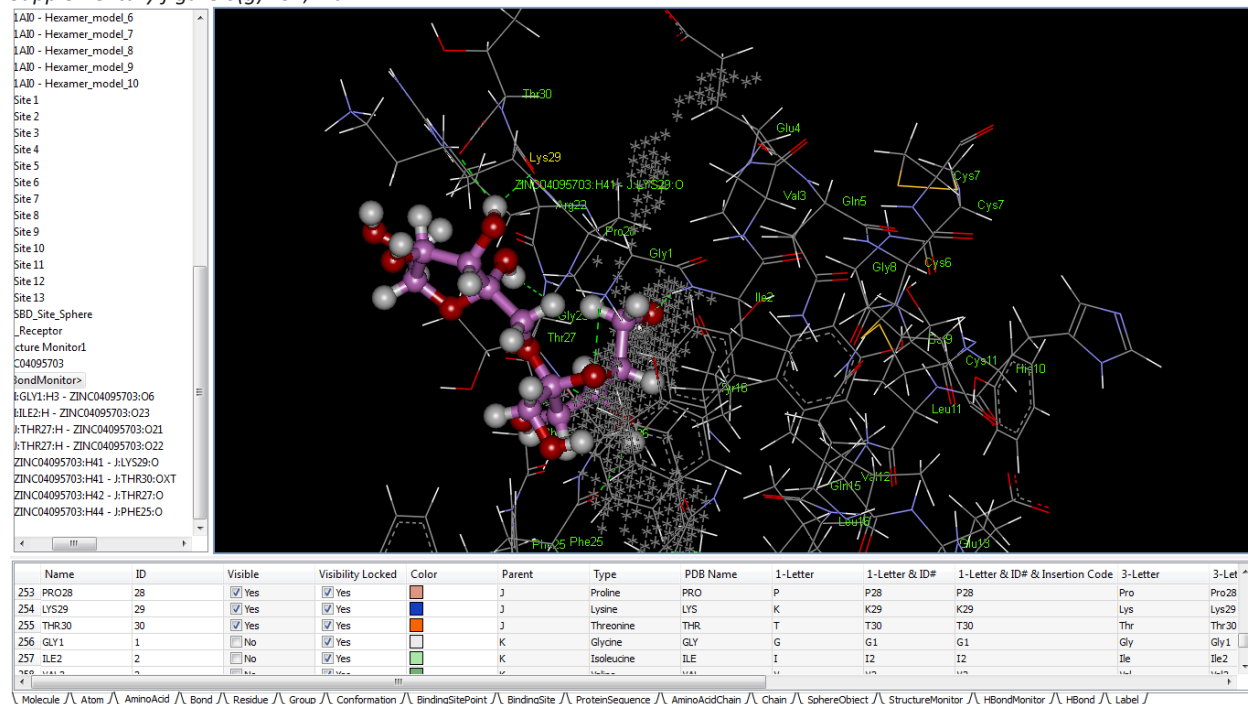 1AI0 - Hexamer_model_6
1AI0 - Hexamer_model_7
1AI0 - Hexamer_model_8
1AI0 - Hexamer_model_9
1AI0 - Hexamer_model_10
Site 1
Site 2
Site 3
Site 4
Site 5
Site 6
Site 7
Site 8
Site 9
Site 10
Site 11
Site 12
Site 13
SBD_Site_Sphere
_Receptor
cture Monitor1
C04095703
BondMonitor>
I:GLY1:H3 - ZINC04095703:O6
I:ILE2:H - ZINC04095703:O23
J:THR27:H - ZINC04095703:O21
J:THR27:H - ZINC04095703:O22
ZINC04095703:H41 - J:LYS29:O
ZINC04095703:H41 - J:THR30:OXT
ZINC04095703:H42 - J:THR27:O
ZINC04095703:H44 - J:PHE25:O
Thr30
Glu4
Lys29
Cys7
ZINC04095703:H41 - J:LYS29:O
Val3
Gln5
Arg22
Cys7
Gly1
Gly8
Cys6
Ile2
Thr27
Cys11
His10
Tyr16
Leu11
Val12
Gln15
Leu16
Glu13
Phe25 Phe25
Name ID Visible Visibility Locked Color Parent Type PDB Name 1-Letter 1-Letter & ID# 1-Letter & ID# & Insertion Code 3-Letter 3-Let
253 PRO28 28 Yes Yes J Proline PRO P P28 P28 Pro Pro28
254 LYS29 29 Yes Yes J Lysine LYS K K29 K29 Lys Lys29
255 THR30 30 Yes Yes J Threonine THR T T30 T30 Thr Thr30
256 GLY1 1 No Yes K Glycine GLY G G1 G1 Gly Gly1
257 ILE2 2 No Yes K Isoleucine ILE I I2 I2 Ile Ile2
Molecule Atom AminoAcid Bond Residue Group Conformation BindingSitePoint BindingSite ProteinSequence AminoAcidChain Chain SphereObject StructureMonitor HBondMonitor HBond Label